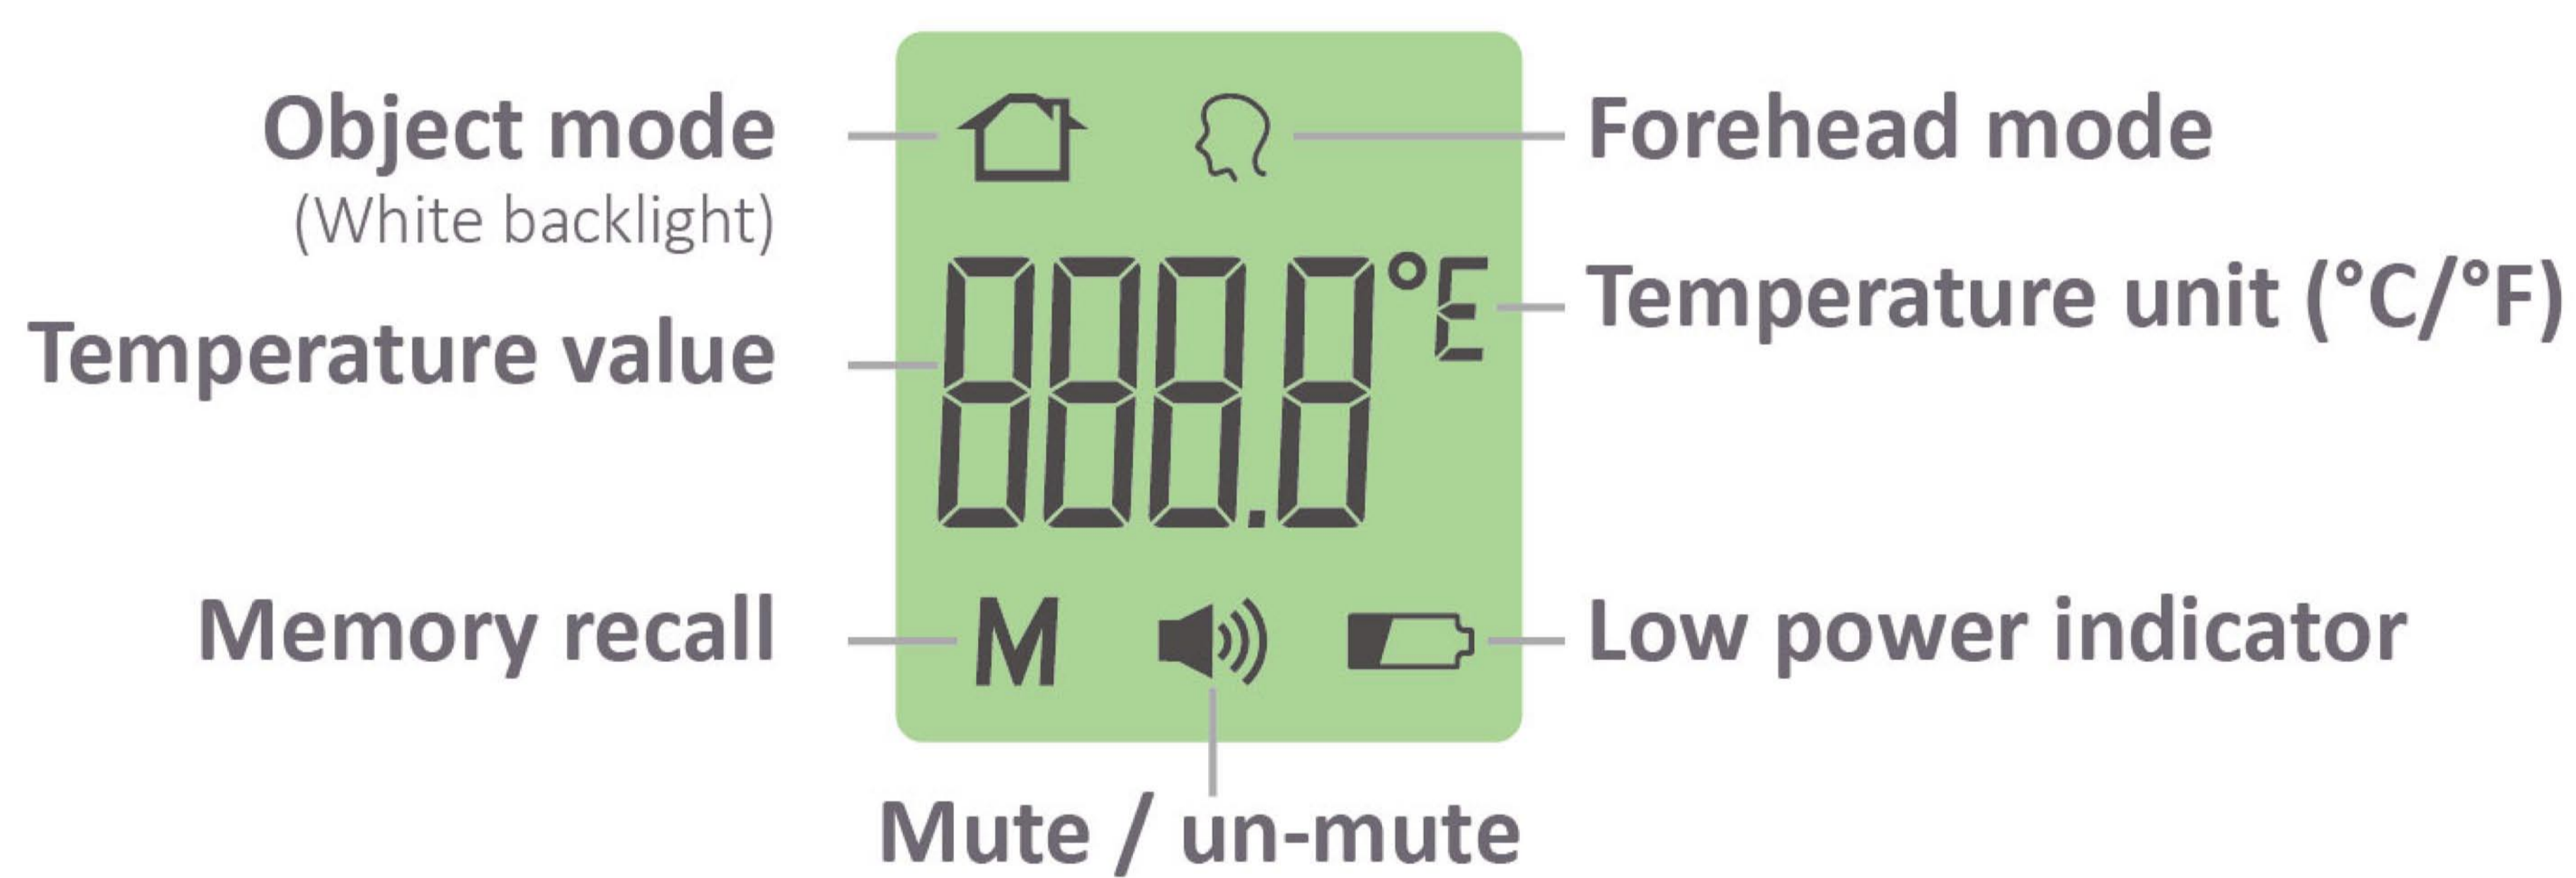 Object mode
(White backlight)
Forehead mode
Temperature value
888.8°E
Temperature unit (°C/°F)
Memory recall
M
Low power indicator
Mute / un-mute